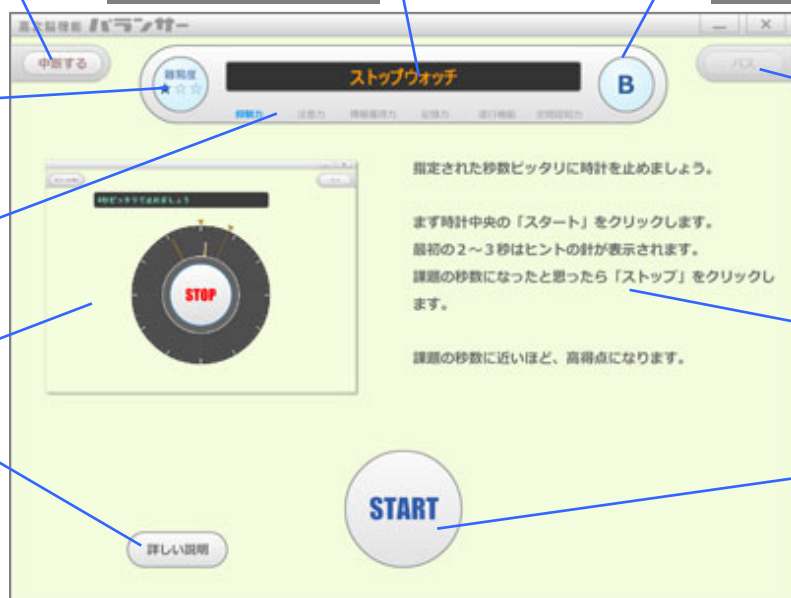 高次脳機能 バランサー
中断する
難易度
ストップウォッチ
B
パス
抑制力 注意力 情報獲得力 記憶力 遂行機能 空間認知力
指定された秒数ピッタリに時計を止めましょう。
STOP
まず時計中央の「スタート」をクリックします。
最初の2〜3秒はヒントの針が表示されます。
課題の秒数になったと思ったら「ストップ」をクリックし
ます。
課題の秒数に近いほど、高得点になります。
START
詳しい説明